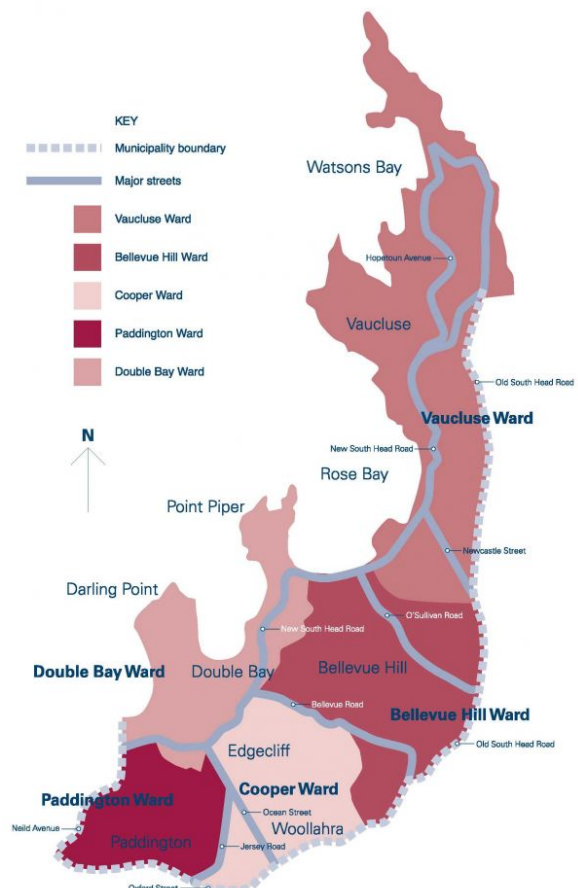 KEY
Municipality boundary
Major streets
Vaucluse Ward
Bellevue Hill Ward
Cooper Ward
Paddington Ward
Double Bay Ward
N
Watsons Bay
Hopetoun Avenue
Vaucluse
Old South Head Road
Vaucluse Ward
New South Head Road
Rose Bay
Point Piper
Newcastle Street
Darling Point
O'Sullivan Road
New South Head Road
Double Bay Ward
Double Bay
Bellevue Hill
Bellevue Road
Bellevue Hill Ward
Old South Head Road
Edgecliff
Cooper Ward
Paddington Ward
Ocean Street
Neild Avenue
Woollahra
Paddington
Jersey Road
Oxford Street